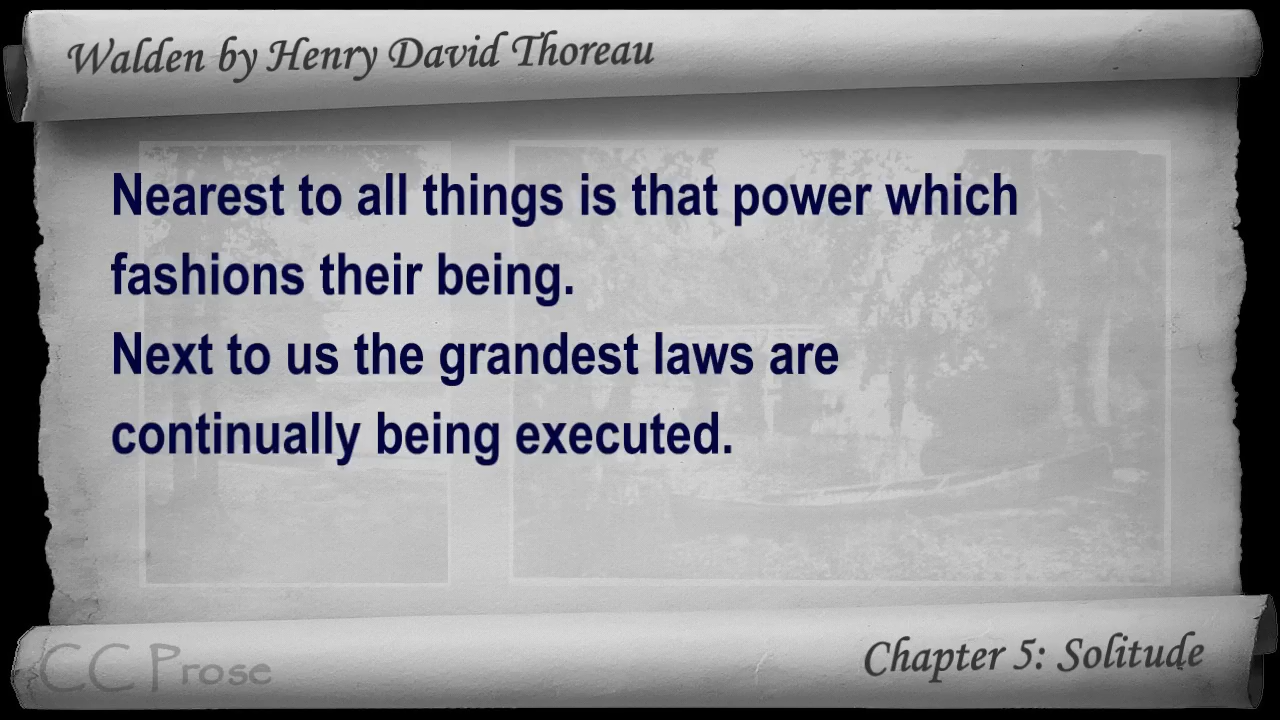 Walden by Henry David Thoreau
Nearest to all things is that power which
fashions their being.
Next to us the grandest laws are
continually being executed.
CC Prose
Chapter 5: Solitude